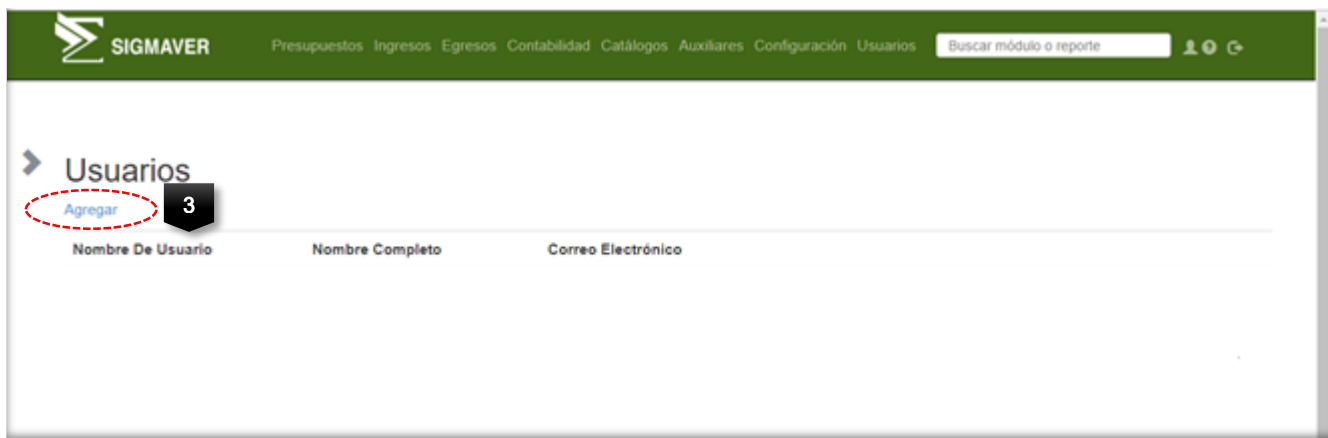 SIGMAVER Presupuestos Ingresos Egresos Contabilidad Catálogos Auxiliares Configuración Usuarios Buscar módulo o reporte
Usuarios
Agregar 3
Nombre De Usuario Nombre Completo Correo Electrónico